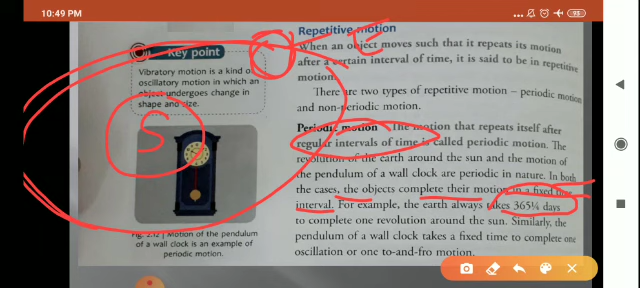 10:49 PM
93
Key point
Vibratory motion is a kind of
oscillatory motion in which an
object undergoes change in
shape and size.
S
E
Fig. 2.12 Motion of the pendulum
of a wall clock is an example of
periodic motion.
Repetitive motion
When an object moves such that it repeats its motion
after a certain interval of time, it is said to be in repetitive
motion.
There are two types of repetitive motion – periodic motion
and non-periodic motion.
Periodic motion The motion that repeats itself after
regular intervals of time is called periodic motion. The
revolution of the earth around the sun and the motion of
the pendulum of a wall clock are periodic in nature. In both
the cases, the objects complete their motion in a fixed time
interval. For example, the earth always takes 365¼ days
to complete one revolution around the sun. Similarly, the
pendulum of a wall clock takes a fixed time to complete one
oscillation or one to-and-fro motion.